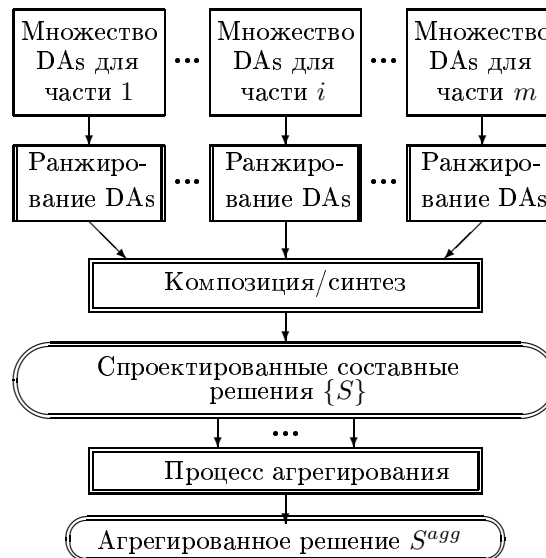 Множество ... Множество ... Множество
DAs для DAs для DAs для
части 1 части i части m
Ранжиро- ... Ранжиро- ... Ранжиро-
вание DAs вание DAs вание DAs
Композиция/синтез
Спроектированные составные
решения {S}
...
Процесс агрегирования
Агрегированное решение S^{agg}